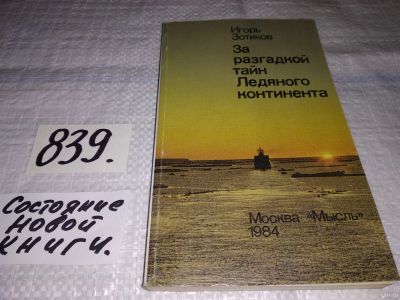 Игорь
Зотиков
За
разгадкой
тайн
Ледяного
континента
Москва „Мысль"
1984
839.
Состояние
Новой
книги.